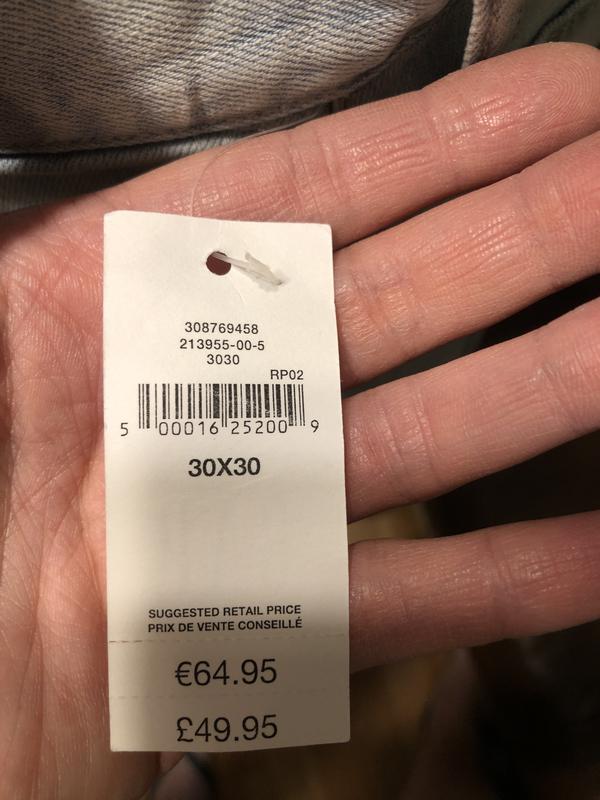 308769458
213955-00-5
3030
RP02
5 00016 25200 9
30X30
SUGGESTED RETAIL PRICE
PRIX DE VENTE CONSEILLÉ
€64.95
£49.95